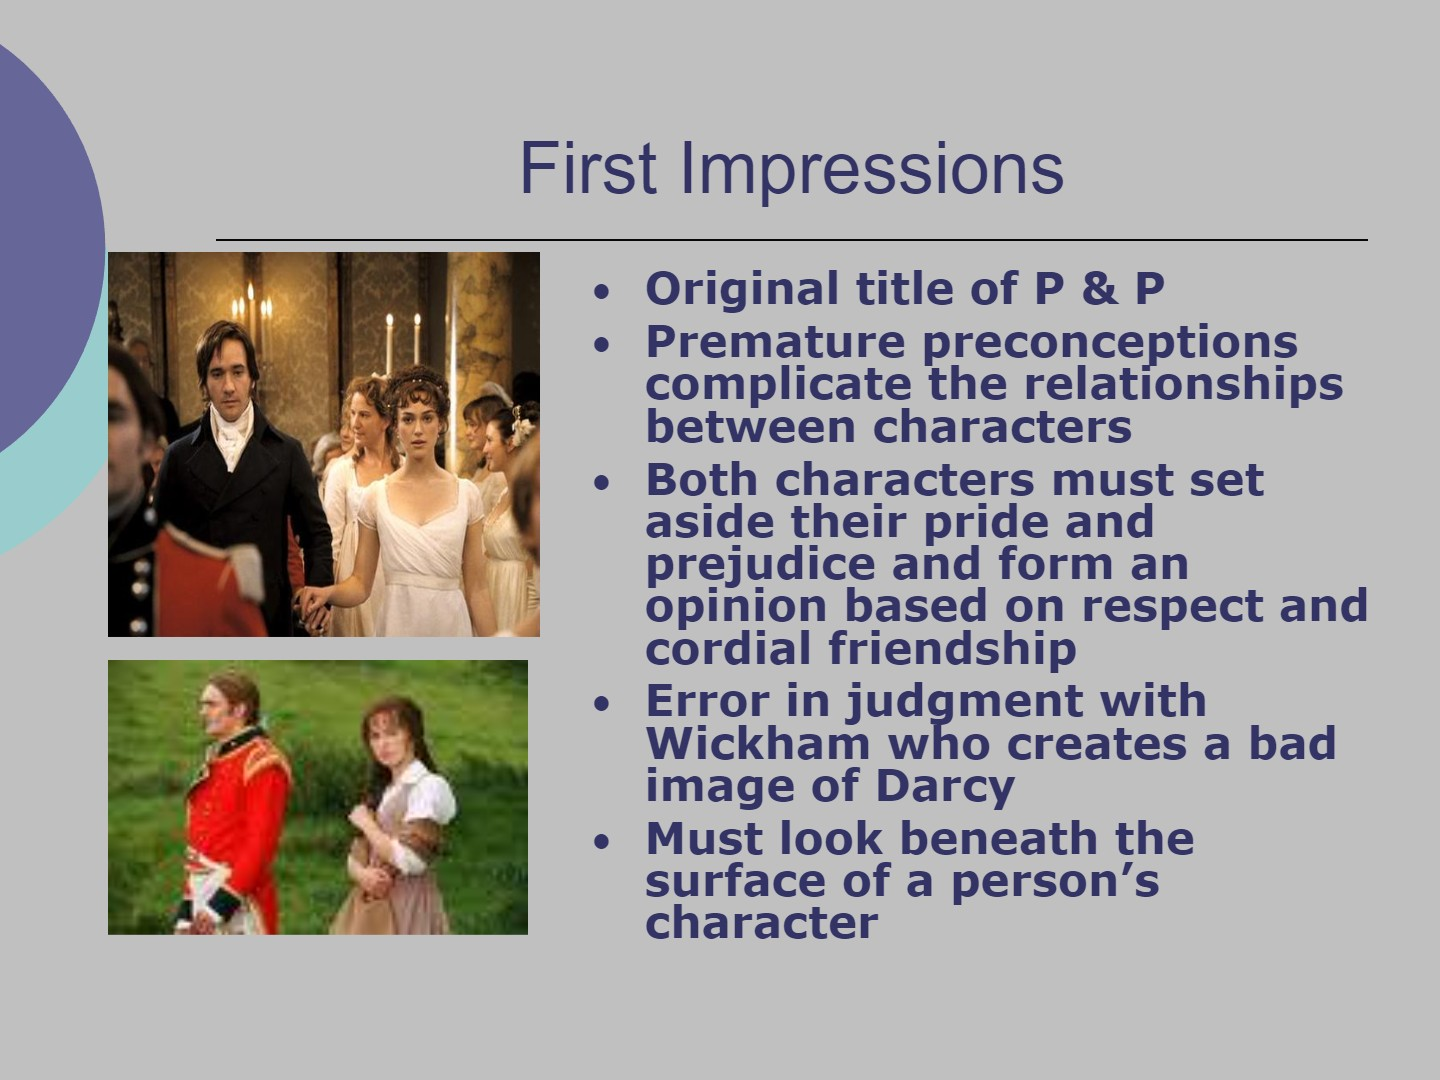 First Impressions
• Original title of P & P
• Premature preconceptions
complicate the relationships
between characters
• Both characters must set
aside their pride and
prejudice and form an
opinion based on respect and
cordial friendship
• Error in judgment with
Wickham who creates a bad
image of Darcy
• Must look beneath the
surface of a person’s
character